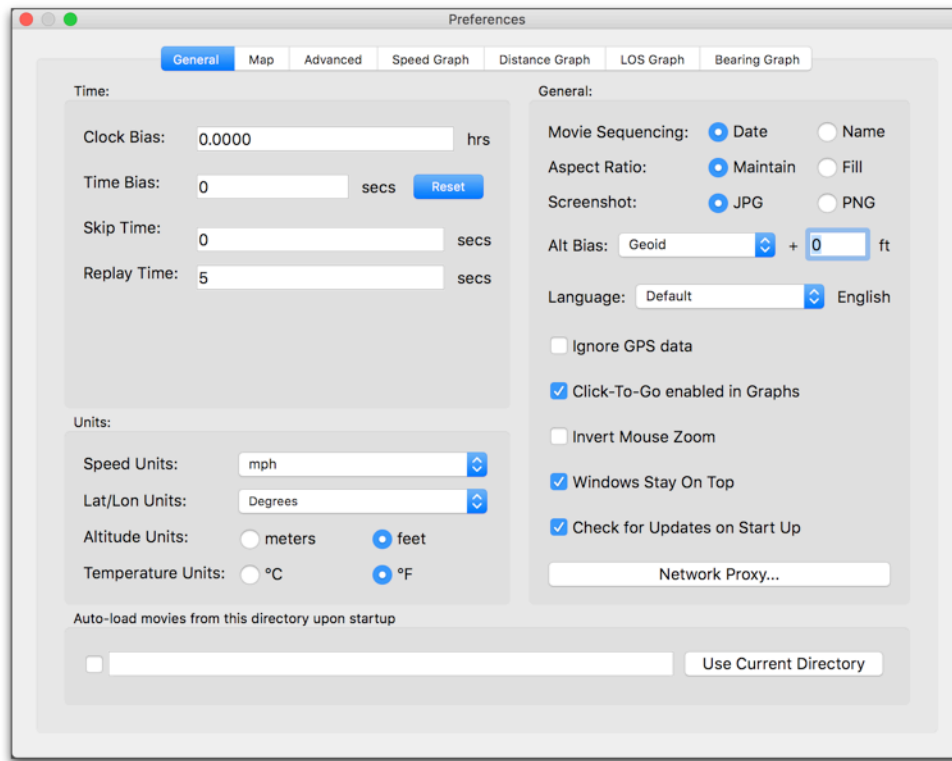 Preferences
General Map Advanced Speed Graph Distance Graph LOS Graph Bearing Graph
Time:
Clock Bias: 0.0000 hrs
Time Bias: 0 secs Reset
Skip Time: 0 secs
Replay Time: 5 secs
Units:
Speed Units: mph
Lat/Lon Units: Degrees
Altitude Units: meters feet
Temperature Units: °C °F
General:
Movie Sequencing: Date Name
Aspect Ratio: Maintain Fill
Screenshot: JPG PNG
Alt Bias: Geoid + 0 ft
Language: Default English
Ignore GPS data
Click-To-Go enabled in Graphs
Invert Mouse Zoom
Windows Stay On Top
Check for Updates on Start Up
Network Proxy...
Auto-load movies from this directory upon startup
Use Current Directory